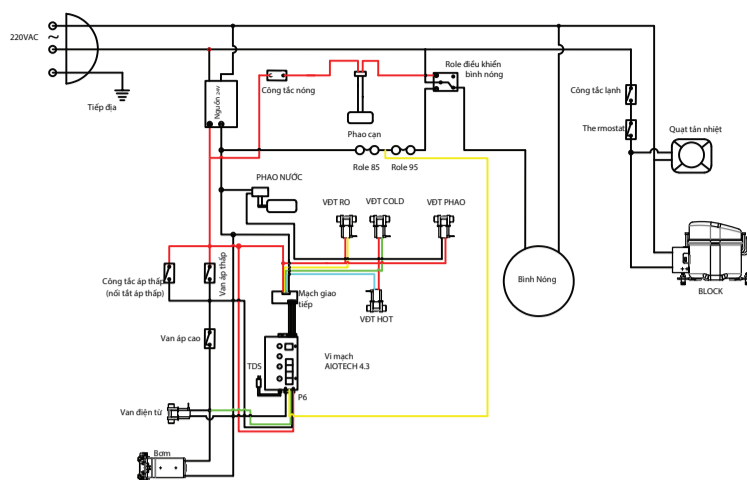 220VAC
~
Tiếp địa
Nguồn 24V
Công tắc nóng
Phao cạn
Role điều khiển
bình nóng
Công tắc lạnh
The rmostat
Quạt tản nhiệt
Role 85
Role 95
PHAO NƯỚC
VĐT RO
VĐT COLD
VĐT PHAO
Bình Nóng
BLOCK
Công tắc áp thấp
(nối tắt áp thấp)
Van áp thấp
Mạch giao
tiếp
VĐT HOT
Van áp cao
TDS
Vi mạch
AIOTECH 4.3
P6
Van điện từ
Bơm